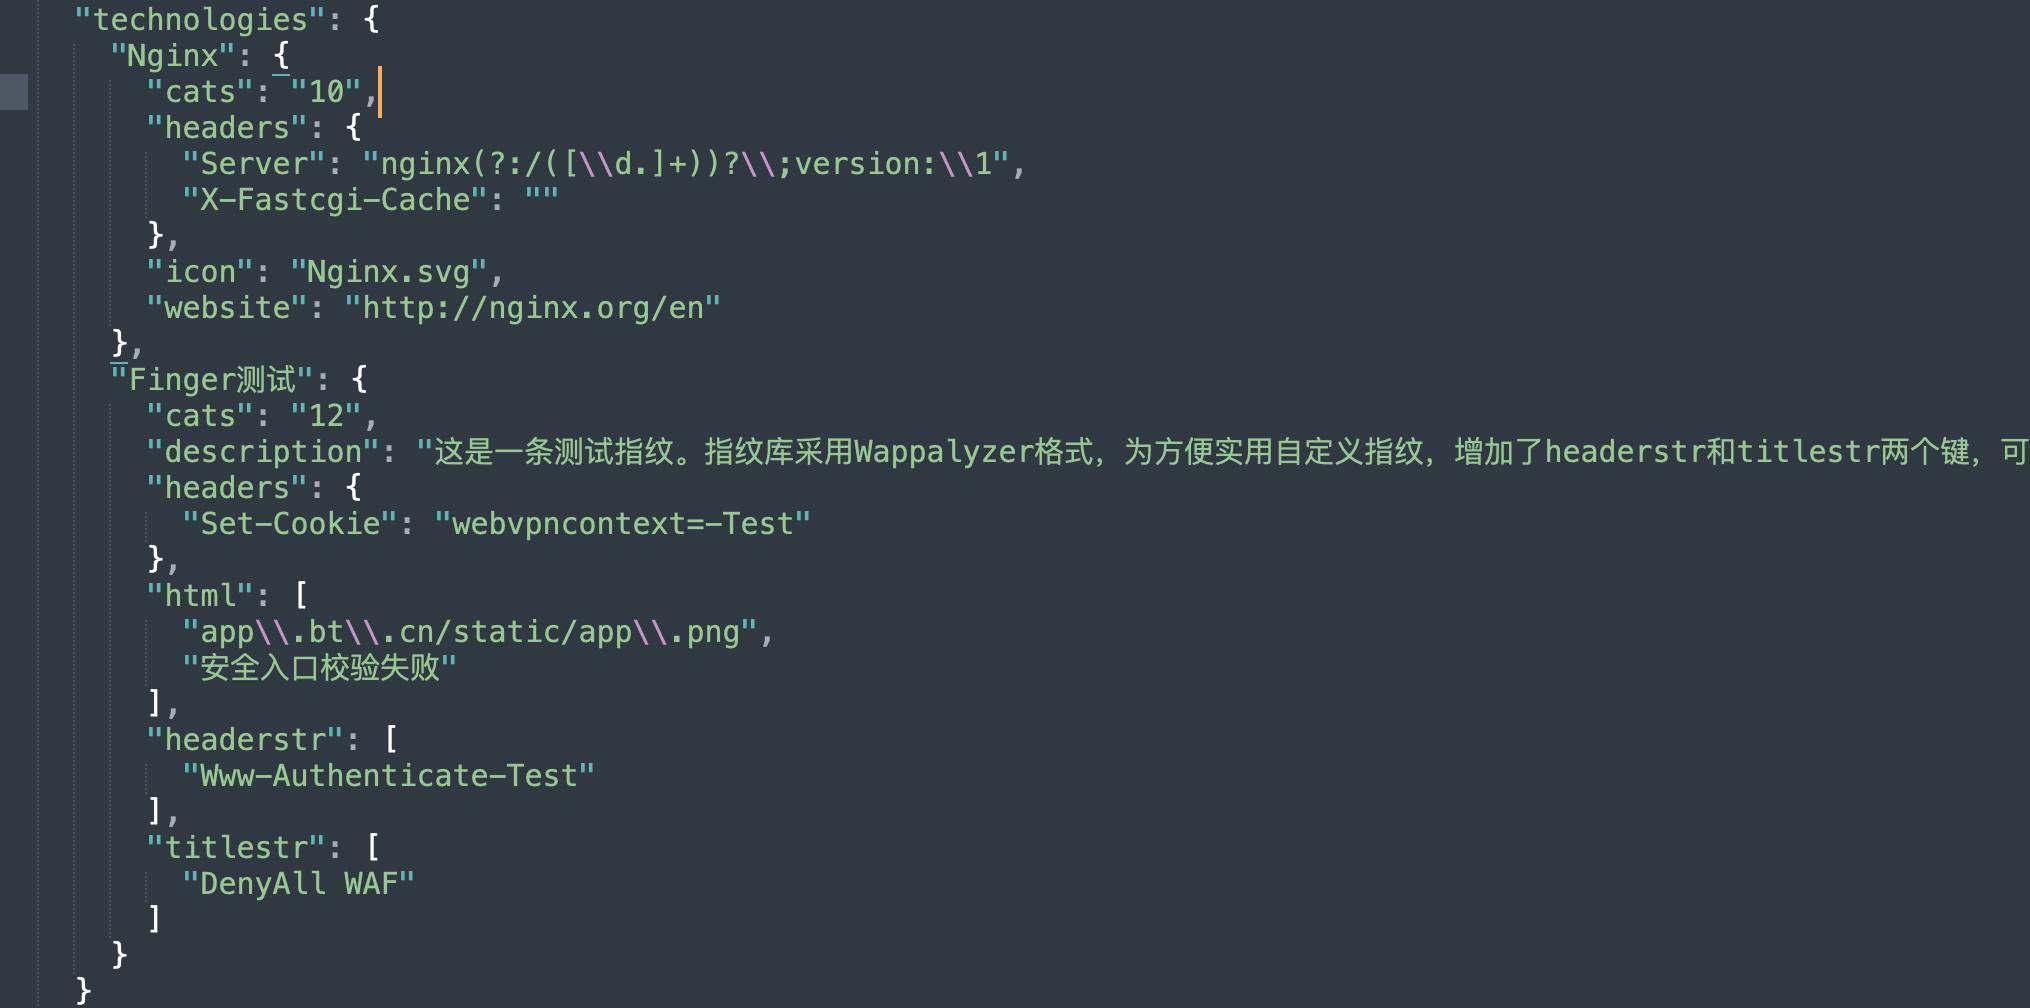 "technologies": {
"Nginx": {
"cats": "10",
"headers": {
"Server": "nginx(?:/([\\d.]+))?\\;version:\\1",
"X-Fastcgi-Cache": ""
},
"icon": "Nginx.svg",
"website": "http://nginx.org/en"
},
"Finger测试": {
"cats": "12",
"description": "这是一条测试指纹。指纹库采用Wappalyzer格式，为方便实用自定义指纹，增加了headerstr和titlestr两个键，可
"headers": {
"Set-Cookie": "webvpncontext=-Test"
},
"html": [
"app\\.bt\\.cn/static/app\\.png",
"安全入口校验失败"
],
"headerstr": [
"Www-Authenticate-Test"
],
"titlestr": [
"DenyAll WAF"
]
}
}